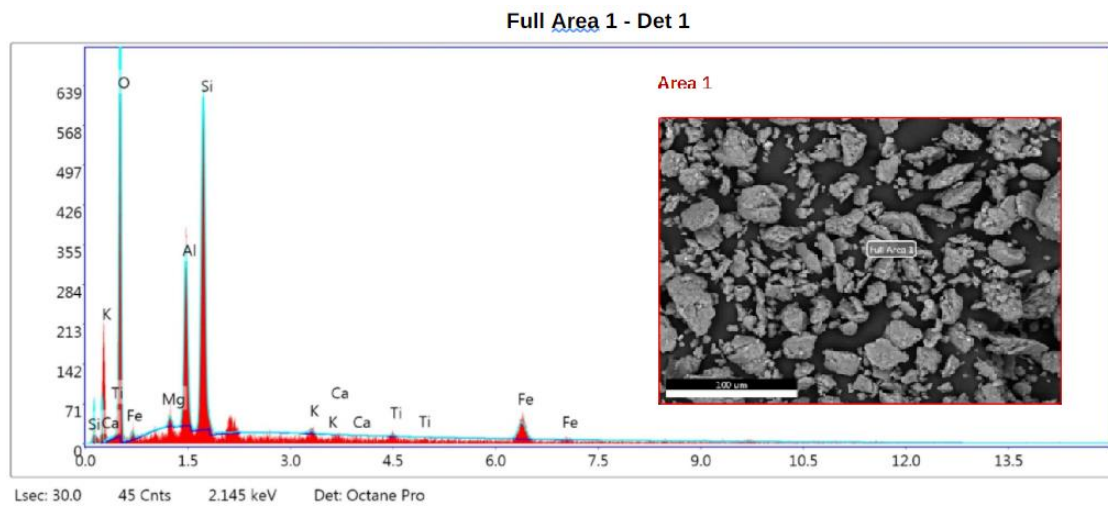 Full Area 1 - Det 1
Area 1
639
568
497
426
355
284
213
142
71
0
O
Si
Al
K
Ti
Si
Ca
Fe
Mg
K
K
Ca
Ca
Ti
Ti
Fe
Fe
Full Area 1
100 µm
0.0 1.5 3.0 4.5 6.0 7.5 9.0 10.5 12.0 13.5
Lsec: 30.0 45 Cnts 2.145 keV Det: Octane Pro